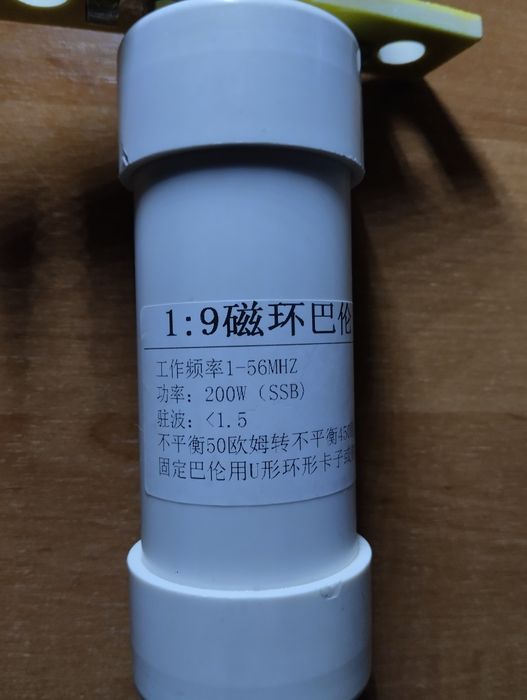 1:9磁环巴伦
工作频率1-56MHZ
功率: 200W (SSB)
驻波: <1.5
不平衡50欧姆转不平衡450
固定巴伦用U形环形卡子或